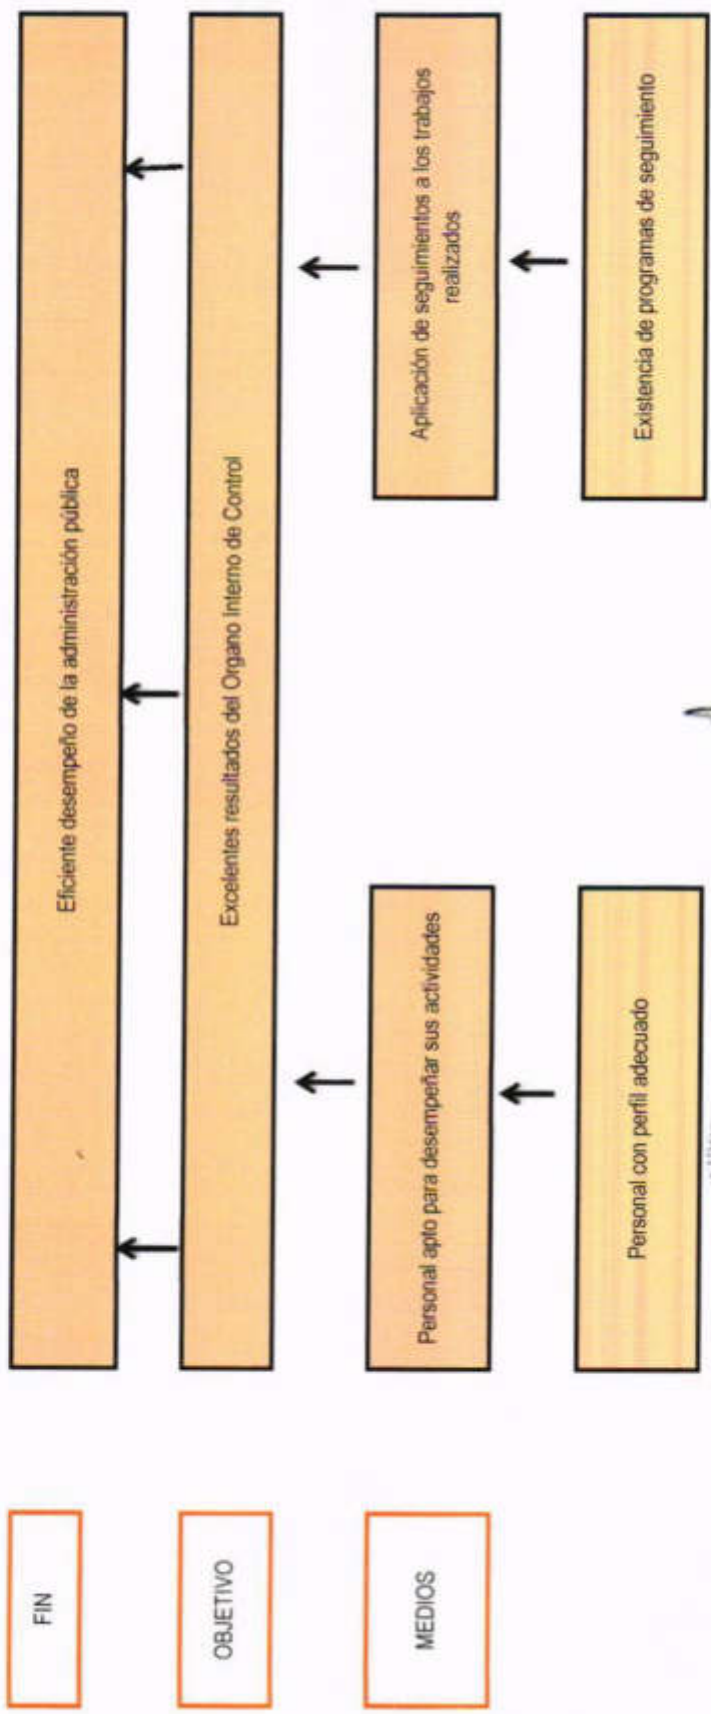 FIN
Eficiente desempeño de la administración pública
OBJETIVO
Excelentes resultados del Organo Interno de Control
MEDIOS
Personal apto para desempeñar sus actividades
Aplicación de seguimientos a los trabajos
realizados
Personal con perfil adecuado
Existencia de programas de seguimiento